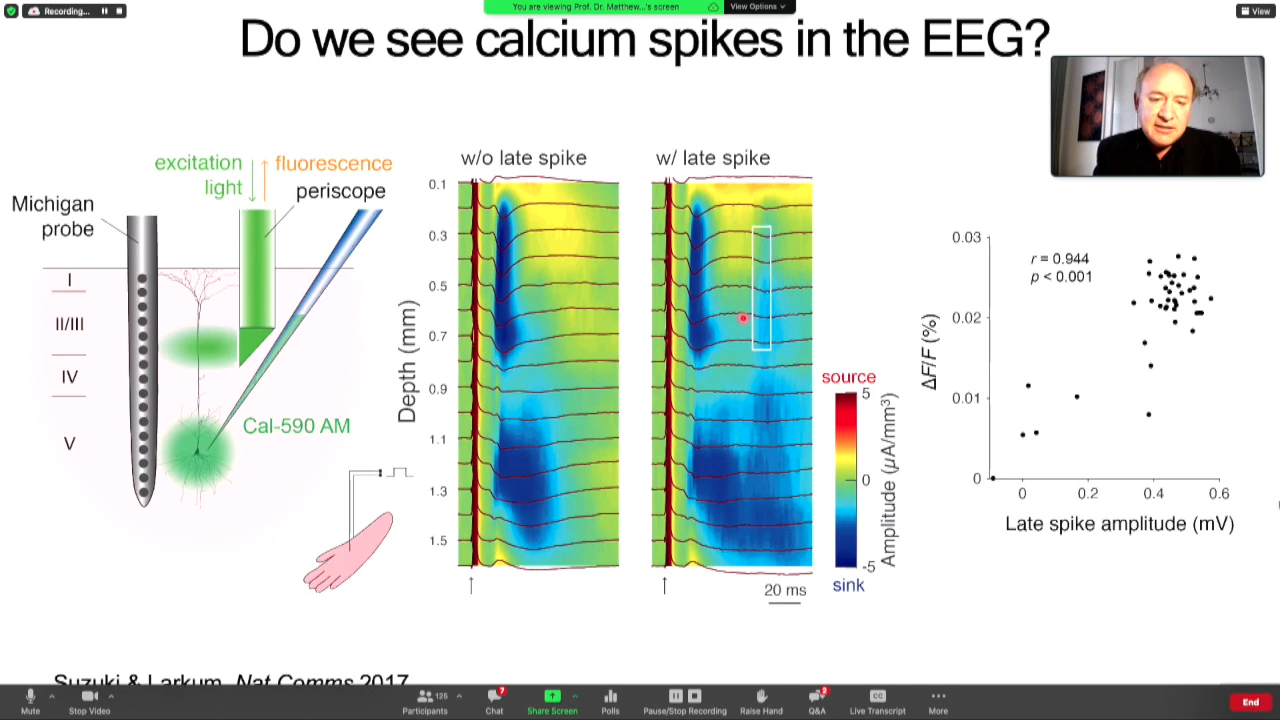 Recording...
You are viewing Prof. Dr. Matthew...'s screen
View Options
View
Do we see calcium spikes in the EEG?
excitation light
fluorescence
periscope
Michigan probe
I
II/III
IV
V
Cal-590 AM
w/o late spike
w/ late spike
Depth (mm)
0.1
0.3
0.5
0.7
0.9
1.1
1.3
1.5
source
5
0
-5
sink
Amplitude (µA/mm³)
20 ms
ΔF/F (%)
0.03
0.02
0.01
0
r = 0.944
p < 0.001
0
0.2
0.4
0.6
Late spike amplitude (mV)
Suzuki & Larkum, Nat Comms 2017
Mute
Stop Video
Participants
125
Chat
7
Share Screen
Polls
Pause/Stop Recording
Raise Hand
Q&A
2
CC
Live Transcript
More
End